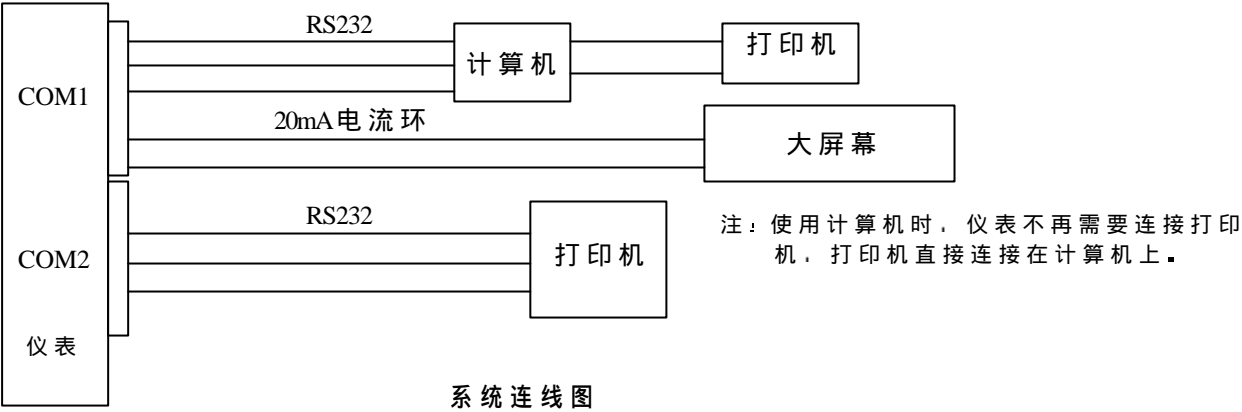 RS232
计算机
打印机
COM1
20mA电流环
大屏幕
RS232
打印机
注：使用计算机时，仪表不再需要连接打印
机，打印机直接连接在计算机上。
COM2
仪表
系统连线图